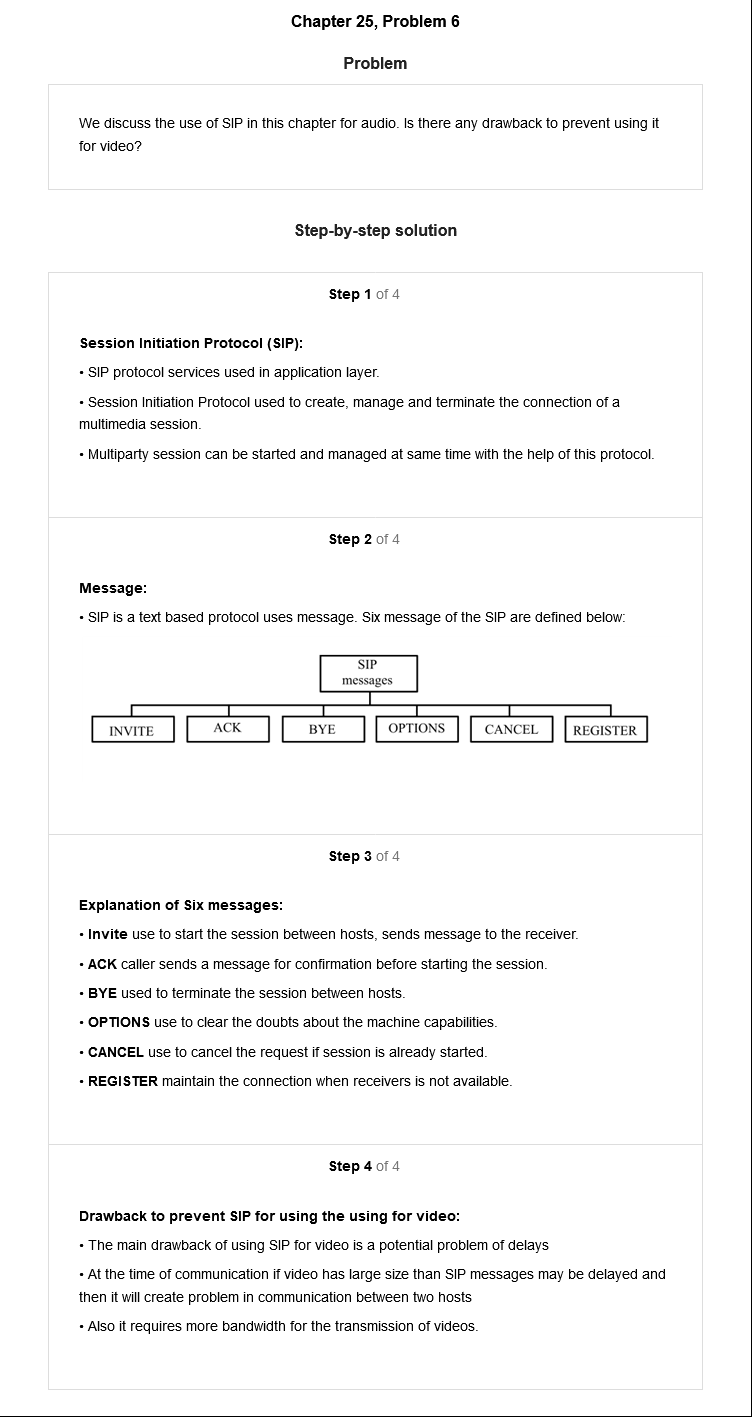 Chapter 25, Problem 6
Problem
We discuss the use of SIP in this chapter for audio. Is there any drawback to prevent using it
for video?
Step-by-step solution
Step 1 of 4
Session Initiation Protocol (SIP):
• SIP protocol services used in application layer.
• Session Initiation Protocol used to create, manage and terminate the connection of a
multimedia session.
• Multiparty session can be started and managed at same time with the help of this protocol.
Step 2 of 4
Message:
• SIP is a text based protocol uses message. Six message of the SIP are defined below:
SIP
messages
INVITE ACK BYE OPTIONS CANCEL REGISTER
Step 3 of 4
Explanation of Six messages:
• Invite use to start the session between hosts, sends message to the receiver.
• ACK caller sends a message for confirmation before starting the session.
• BYE used to terminate the session between hosts.
• OPTIONS use to clear the doubts about the machine capabilities.
• CANCEL use to cancel the request if session is already started.
• REGISTER maintain the connection when receivers is not available.
Step 4 of 4
Drawback to prevent SIP for using the using for video:
• The main drawback of using SIP for video is a potential problem of delays
• At the time of communication if video has large size than SIP messages may be delayed and
then it will create problem in communication between two hosts
• Also it requires more bandwidth for the transmission of videos.